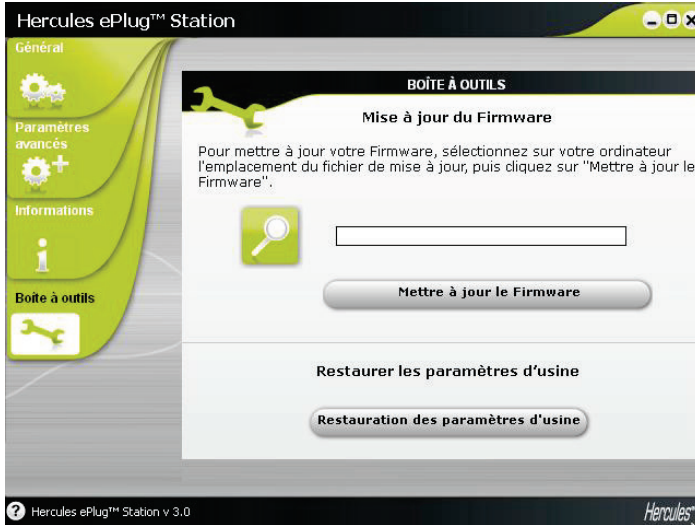 Hercules ePlug™ Station
Général
Paramètres
avancés
Informations
Boite à outils
BOÎTE À OUTILS
Mise à jour du Firmware
Pour mettre à jour votre Firmware, sélectionnez sur votre ordinateur
l'emplacement du fichier de mise à jour, puis cliquez sur "Mettre à jour le
Firmware".
Mettre à jour le Firmware
Restaurer les paramètres d'usine
Restauration des paramètres d'usine
? Hercules ePlug™ Station v 3.0
Hercules